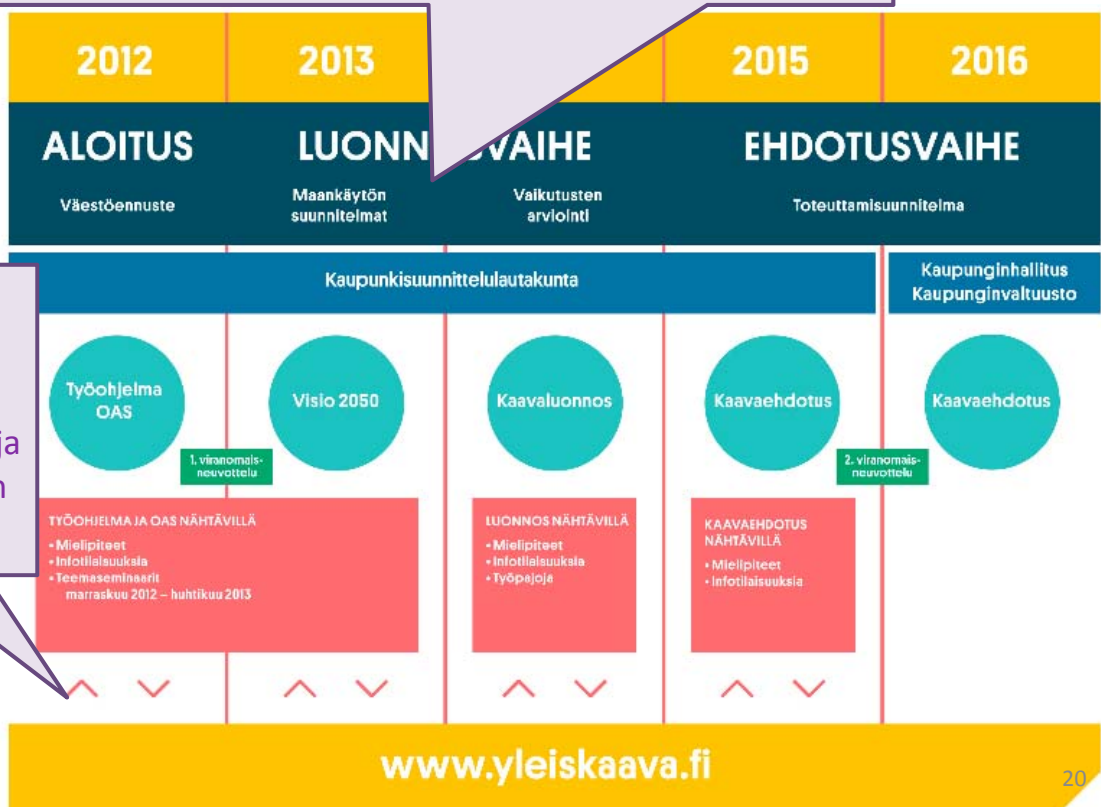 2012
2013
2015
2016
ALOITUS
LUONN
SVAIHE
EHDOTUSVAIHE
Väestöennuste
Maankäytön
suunnitelmat
Vaikutusten
arviointi
Toteuttamisuunnitelma
Kaupunkisuunnittelulautakunta
Kaupunginhallitus
Kaupunginvaltuusto
ja
n
Työohjelma
OAS
Visio 2050
Kaavaluonnos
Kaavaehdotus
Kaavaehdotus
1. viranomais-
neuvottelu
2. viranomais-
neuvottelu
TYÖOHJELMA JA OAS NÄHTÄVILLÄ
• Mielipiteet
• Infotilaisuuksia
• Teemaseminaarit
marraskuu 2012 – huhtikuu 2013
LUONNOS NÄHTÄVILLÄ
• Mielipiteet
• Infotilaisuuksia
• Työpajoja
KAAVAEHDOTUS
NÄHTÄVILLÄ
• Mielipiteet
• Infotilaisuuksia
www.yleiskaava.fi
20